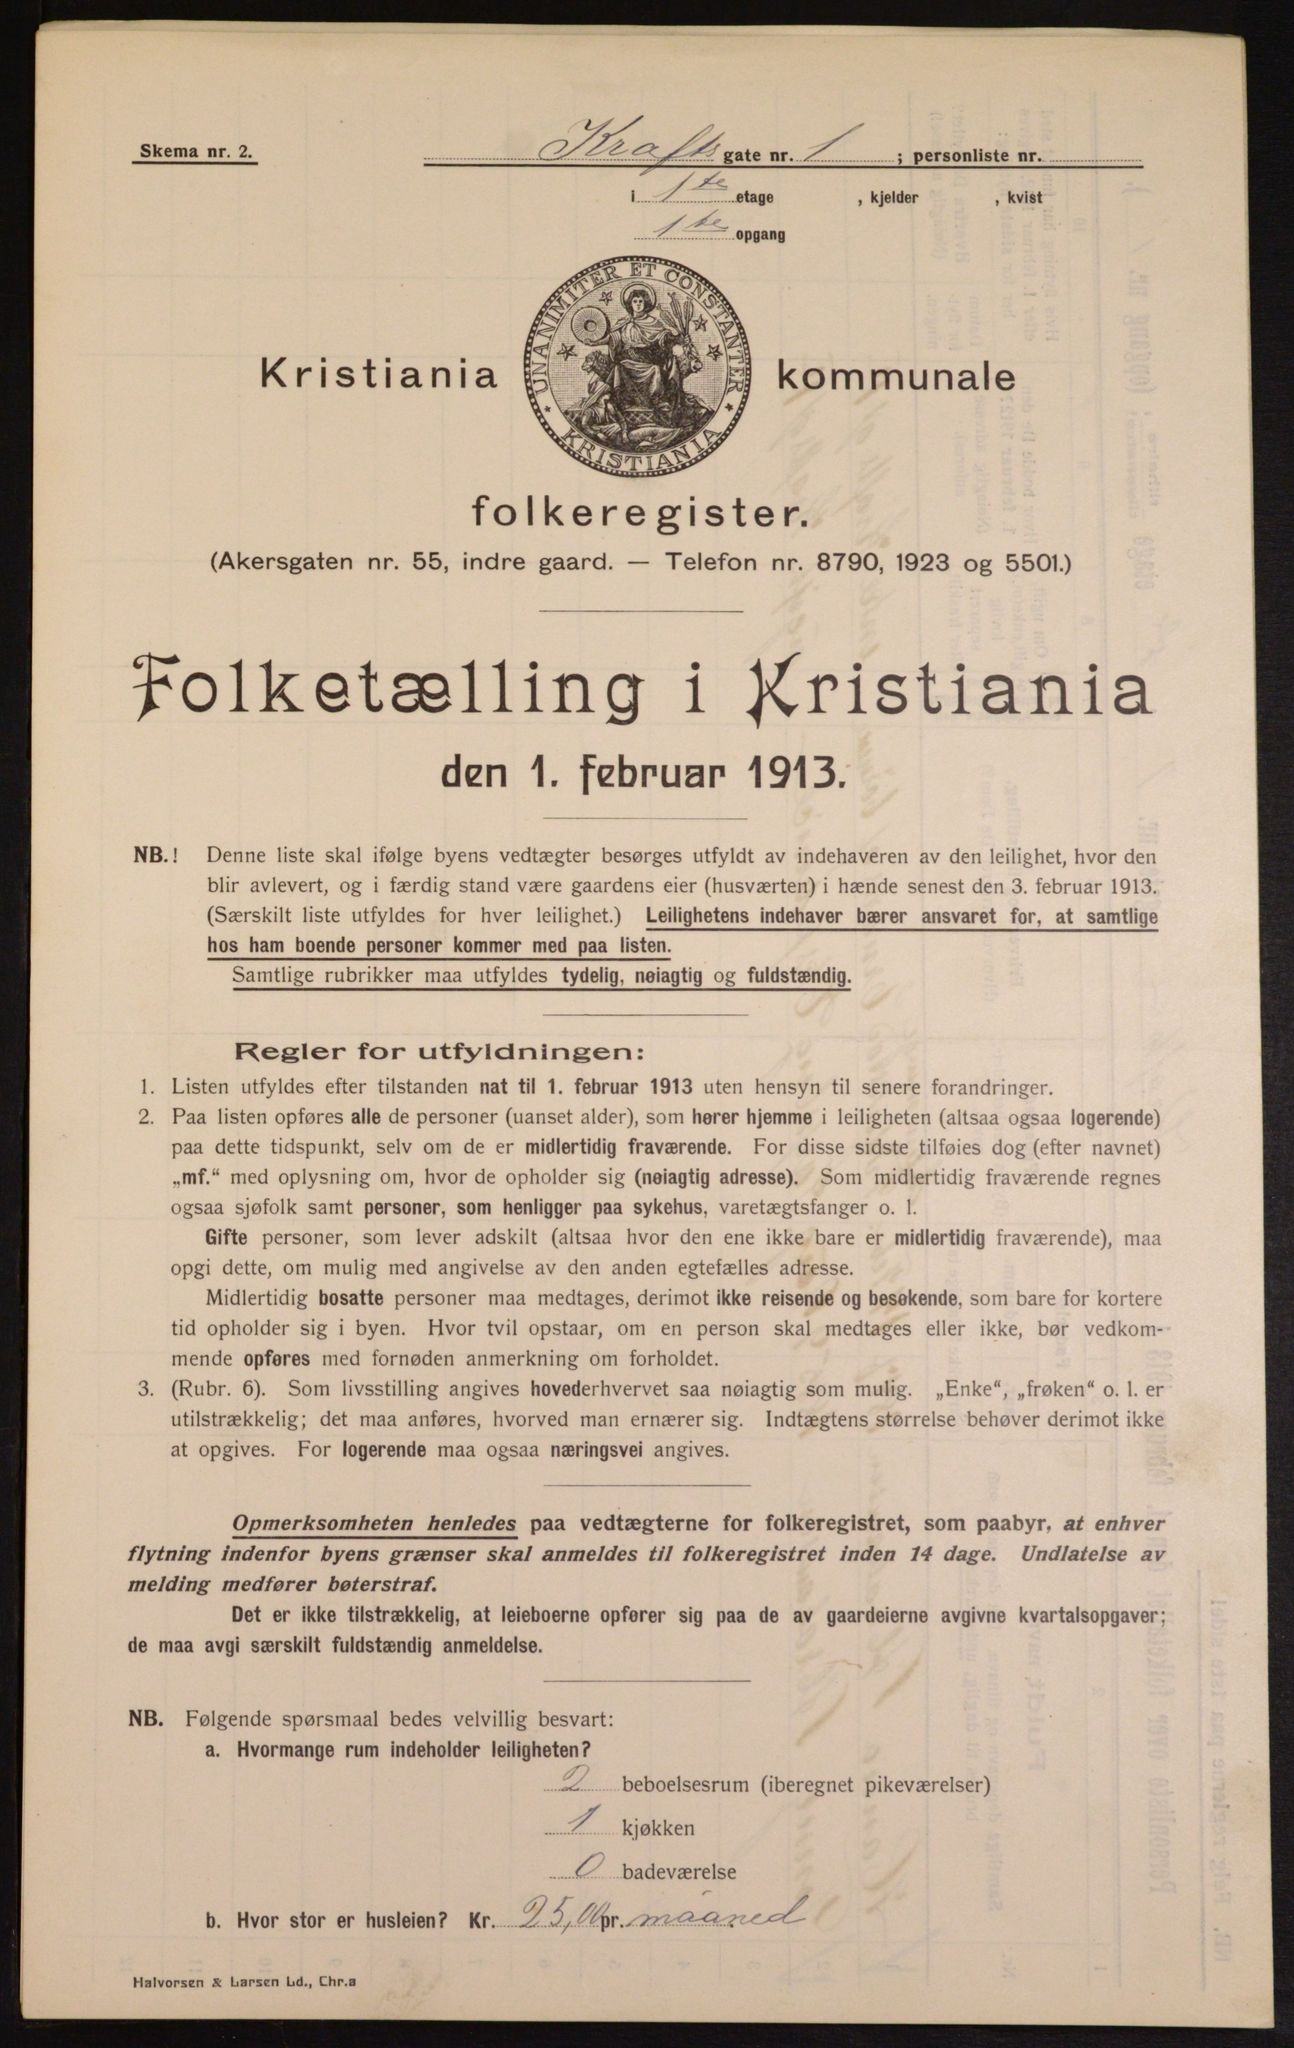 Skema nr. 2.
Krafts gate nr. 1 ; personliste nr.
i 1te etage , kjelder , kvist
1te opgang
UNANIMITER ET CONSTANTER
KRISTIANIA
Kristiania kommunale
folkeregister.
(Akersgaten nr. 55, indre gaard. — Telefon nr. 8790, 1923 og 5501.)
Folketælling i Kristiania
den 1. februar 1913.
NB.! Denne liste skal ifølge byens vedtægter besørges utfyldt av indehaveren av den leilighet, hvor den
blir avlevert, og i færdig stand være gaardens eier (husværten) i hænde senest den 3. februar 1913.
(Særskilt liste utfyldes for hver leilighet.) Leilighetens indehaver bærer ansvaret for, at samtlige
hos ham boende personer kommer med paa listen.
Samtlige rubrikker maa utfyldes tydelig, nøiagtig og fuldstændig.
Regler for utfyldningen:
1. Listen utfyldes efter tilstanden nat til 1. februar 1913 uten hensyn til senere forandringer.
2. Paa listen opføres alle de personer (uanset alder), som hører hjemme i leiligheten (altsaa ogsaa logerende)
paa dette tidspunkt, selv om de er midlertidig fraværende. For disse sidste tilføies dog (efter navnet)
„mf.“ med oplysning om, hvor de opholder sig (nøiagtig adresse). Som midlertidig fraværende regnes
ogsaa sjøfolk samt personer, som henligger paa sykehus, varetægtsfanger o. l.
Gifte personer, som lever adskilt (altsaa hvor den ene ikke bare er midlertidig fraværende), maa
opgi dette, om mulig med angivelse av den anden egtefælles adresse.
Midlertidig bosatte personer maa medtages, derimot ikke reisende og besøkende, som bare for kortere
tid opholder sig i byen. Hvor tvil opstaar, om en person skal medtages eller ikke, bør vedkom-
mende opføres med fornøden anmerkning om forholdet.
3. (Rubr. 6). Som livsstilling angives hovederhvervet saa nøiagtig som mulig. „Enke“, „frøken“ o. l. er
utilstrækkelig; det maa anføres, hvorved man ernærer sig. Indtægtens størrelse behøver derimot ikke
at opgives. For logerende maa ogsaa næringsvei angives.
Opmerksomheten henledes paa vedtægterne for folkeregistret, som paabyr, at enhver
flytning indenfor byens grænser skal anmeldes til folkeregistret inden 14 dage. Undlatelse av
melding medfører bøterstraf.
Det er ikke tilstrækkelig, at leieboerne opfører sig paa de av gaardeierne avgivne kvartalsopgaver;
de maa avgi særskilt fuldstændig anmeldelse.
NB. Følgende spørsmaal bedes velvillig besvart:
a. Hvormange rum indeholder leiligheten?
2 beboelsesrum (iberegnet pikeværelser)
1 kjøkken
0 badeværelse
b. Hvor stor er husleien? Kr. 25,00 pr. maaned
Halvorsen & Larsen Ld., Chr.a